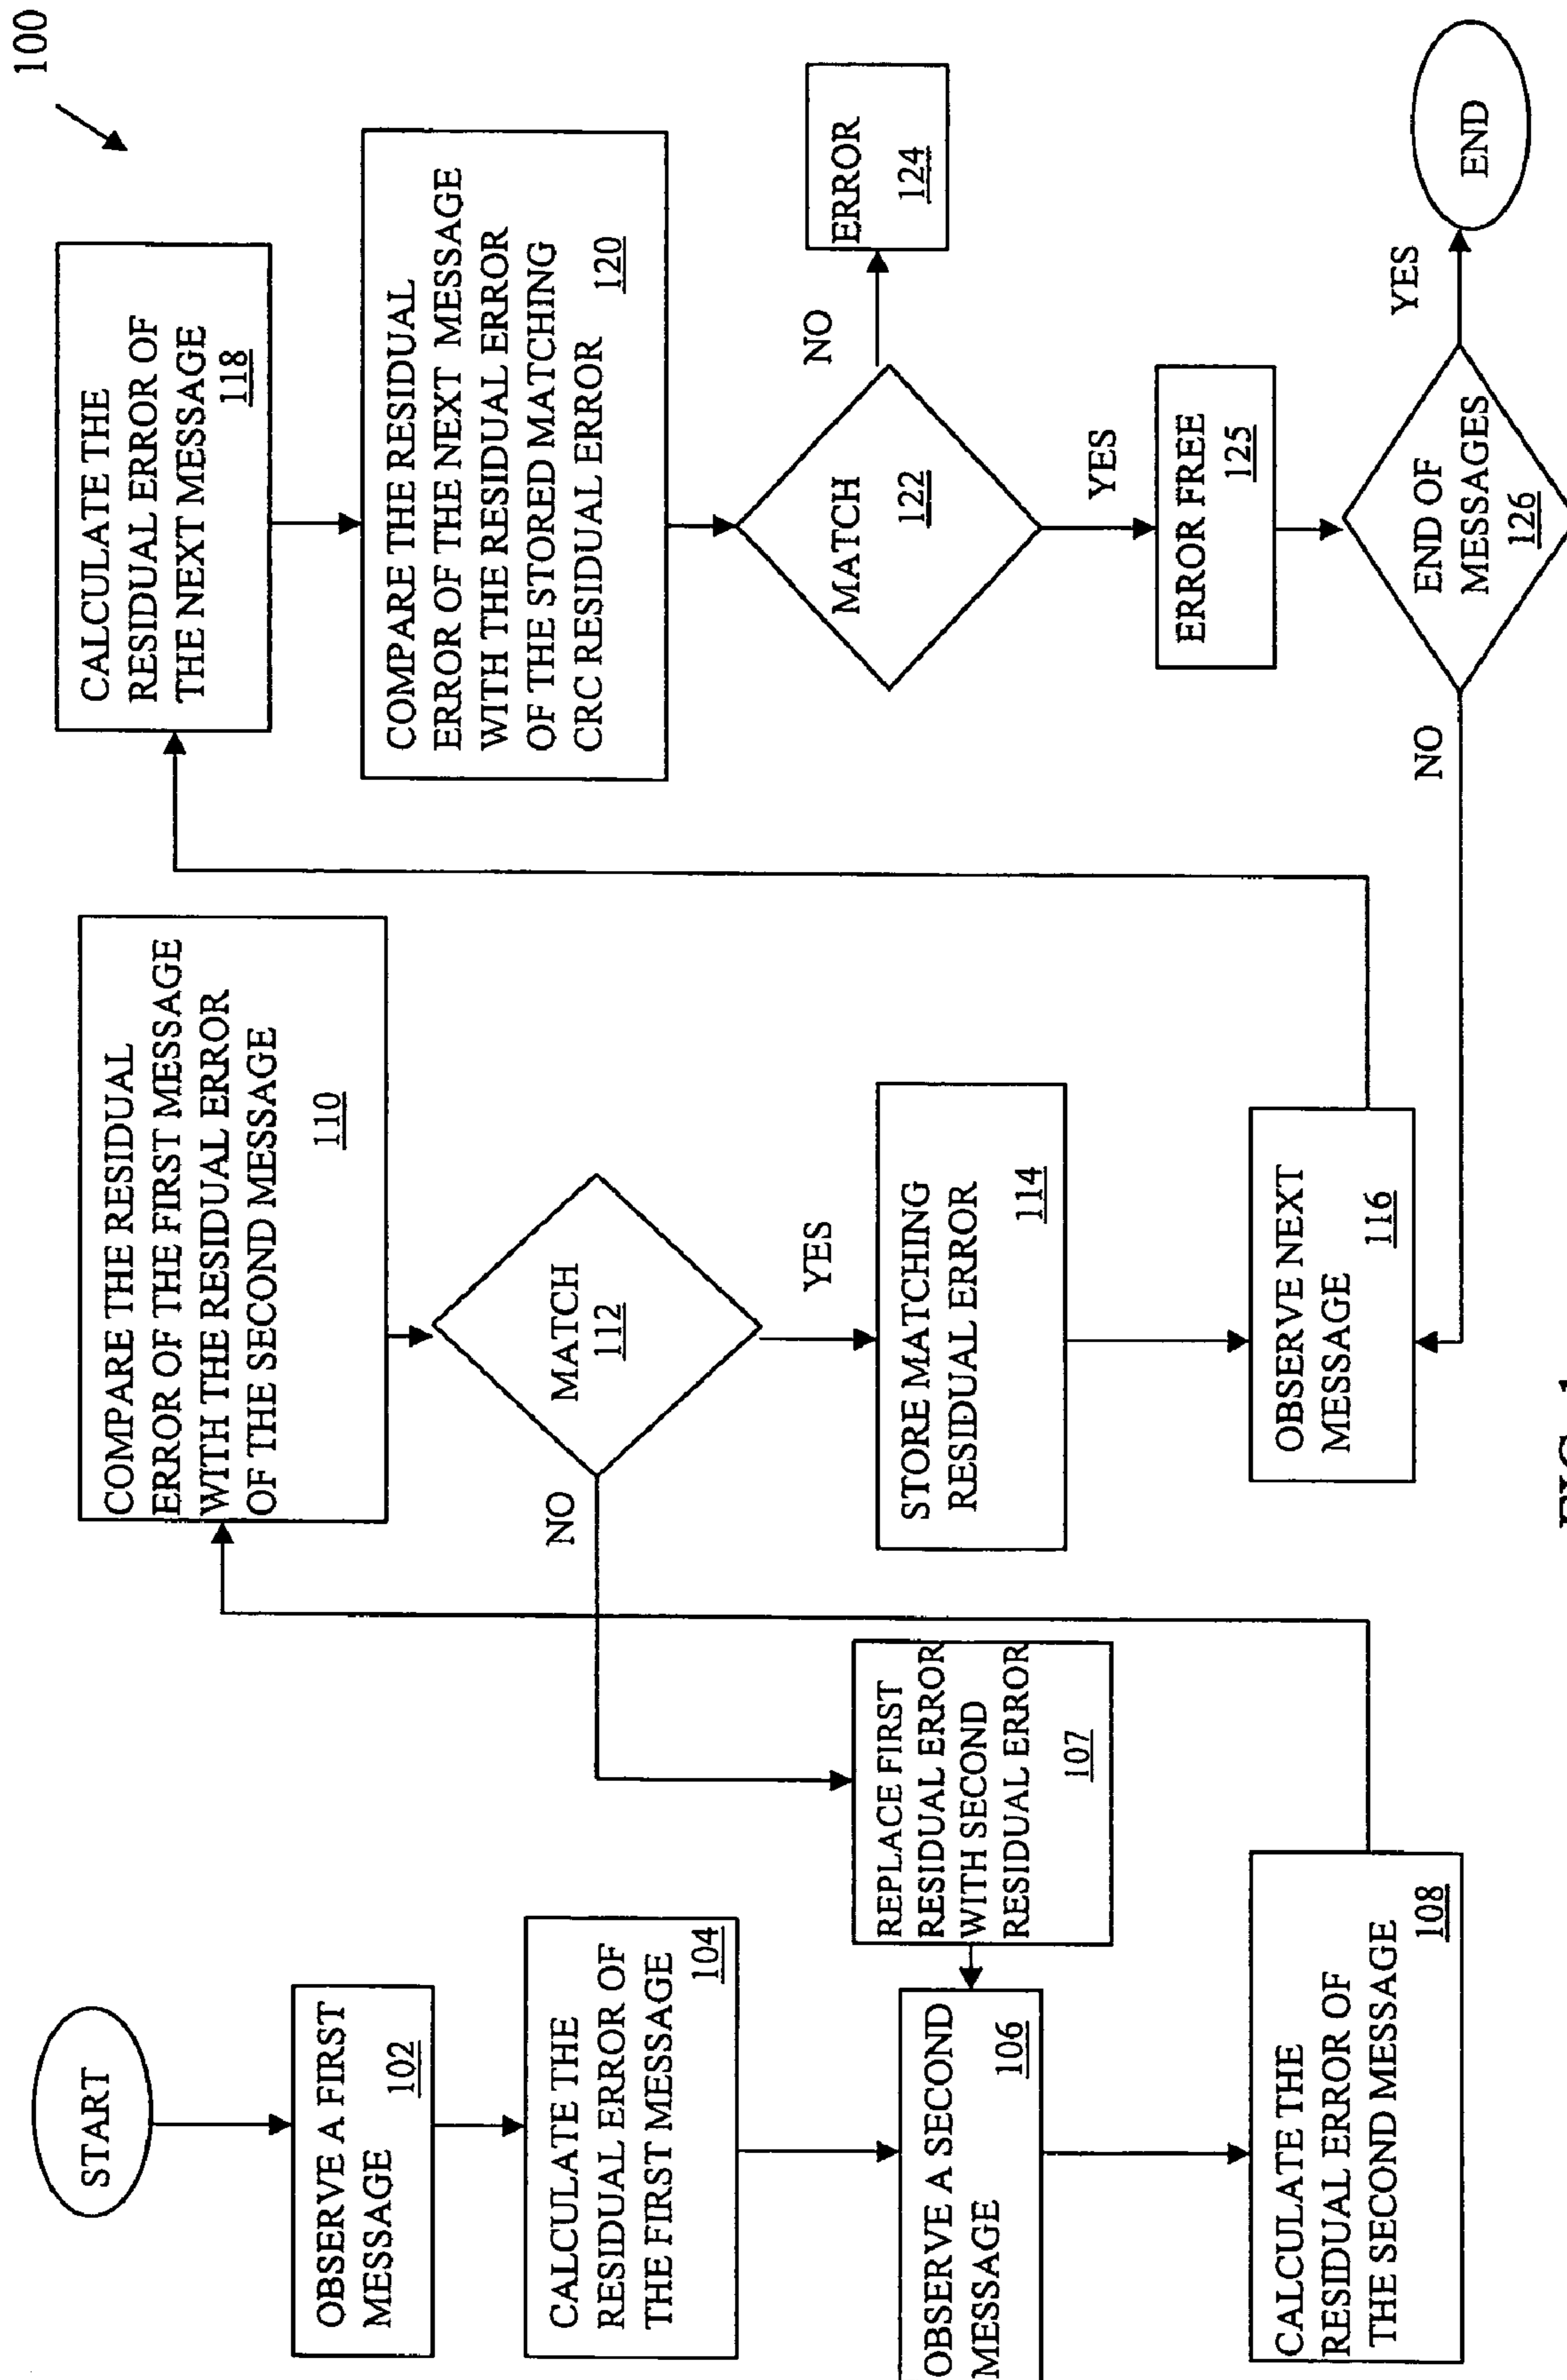 100
START
OBSERVE A FIRST
MESSAGE
102
CALCULATE THE
RESIDUAL ERROR OF
THE FIRST MESSAGE
104
OBSERVE A SECOND
MESSAGE
106
REPLACE FIRST
RESIDUAL ERROR
WITH SECOND
RESIDUAL ERROR
107
CALCULATE THE
RESIDUAL ERROR OF
THE SECOND MESSAGE
108
COMPARE THE RESIDUAL
ERROR OF THE FIRST MESSAGE
WITH THE RESIDUAL ERROR
OF THE SECOND MESSAGE
110
MATCH
112
NO
YES
STORE MATCHING
RESIDUAL ERROR
114
OBSERVE NEXT
MESSAGE
116
CALCULATE THE
RESIDUAL ERROR OF
THE NEXT MESSAGE
118
COMPARE THE RESIDUAL
ERROR OF THE NEXT MESSAGE
WITH THE RESIDUAL ERROR
OF THE STORED MATCHING
CRC RESIDUAL ERROR
120
MATCH
122
NO
ERROR
124
YES
ERROR FREE
125
END OF
MESSAGES
126
NO
YES
END